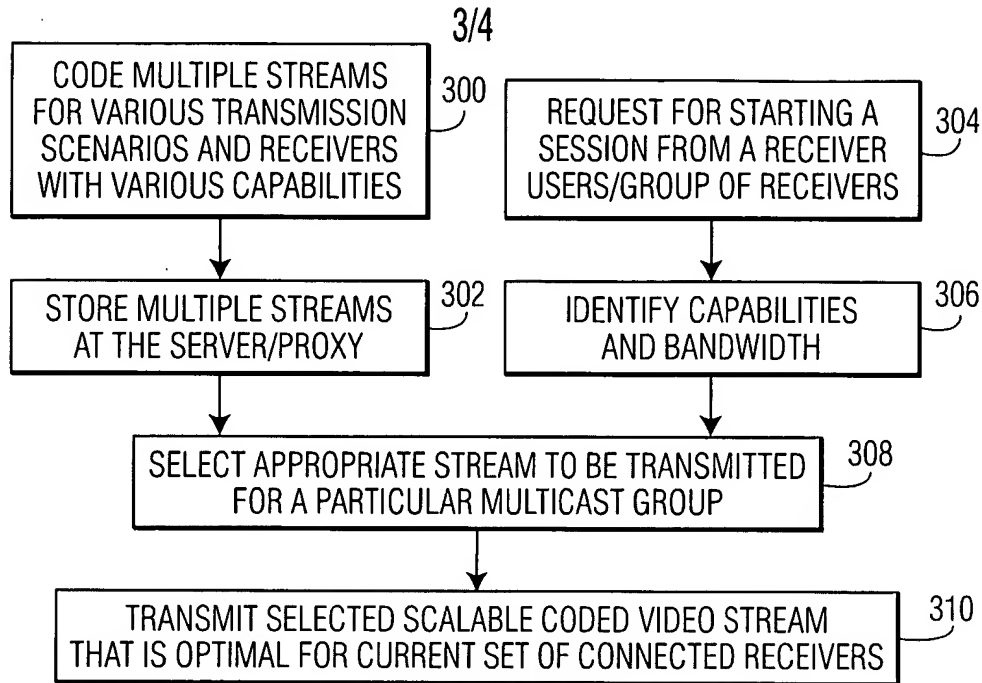 3/4
CODE MULTIPLE STREAMS
FOR VARIOUS TRANSMISSION
SCENARIOS AND RECEIVERS
WITH VARIOUS CAPABILITIES
300
STORE MULTIPLE STREAMS
AT THE SERVER/PROXY
302
REQUEST FOR STARTING A
SESSION FROM A RECEIVER
USERS/GROUP OF RECEIVERS
304
IDENTIFY CAPABILITIES
AND BANDWIDTH
306
SELECT APPROPRIATE STREAM TO BE TRANSMITTED
FOR A PARTICULAR MULTICAST GROUP
308
TRANSMIT SELECTED SCALABLE CODED VIDEO STREAM
THAT IS OPTIMAL FOR CURRENT SET OF CONNECTED RECEIVERS
310